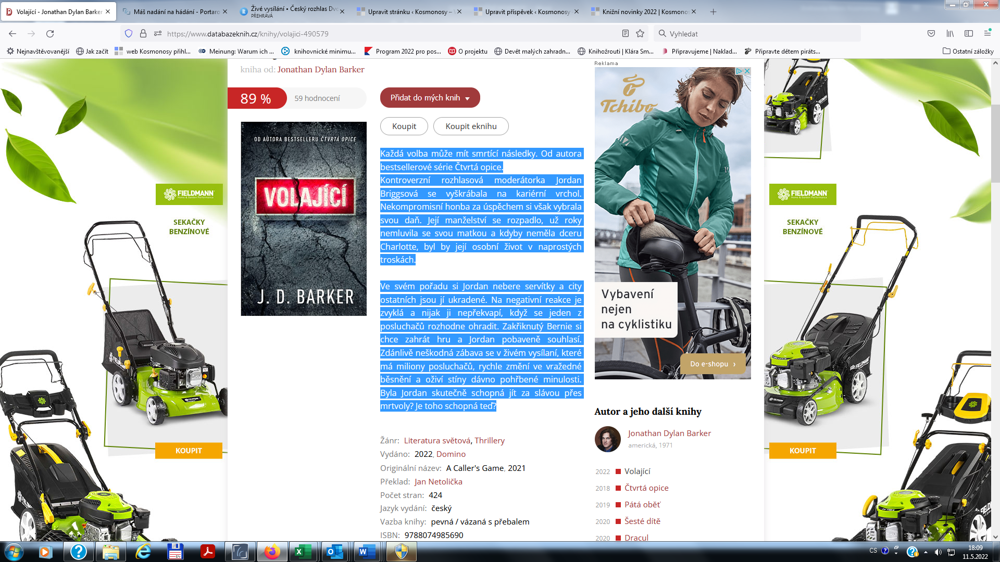 Volající - Jonathan Dylan Barker
Máš nadání na hádání - Portaro
Živé vysílání • Český rozhlas Dvo
PŘEHRÁVÁ
Upravit stránku ‹ Kosmonosy —
Upravit příspěvek ‹ Kosmonosy
Knižní novinky 2022 | Kosmonos
https://www.databazeknih.cz/knihy/volajici-490579
Vyhledat
Nejnavštěvovanější
Jak začít
web Kosmonosy přihl...
Meinung: Warum ich ...
knihovnické minimu...
Program 2022 pro pos...
O projektu
Devět malých zahradn...
Knihožrouti | Klára Sm...
Připravujeme | Naklad...
Připravte dětem piráts...
Ostatní záložky
kniha od: Jonathan Dylan Barker
89 %
59 hodnocení
Přidat do mých knih
Koupit
Koupit eknihu
OD AUTORA BESTSELLERU ČTVRTÁ OPICE
VOLAJÍCÍ
J. D. BARKER
Každá volba může mít smrtící následky. Od autora
bestsellerové série Čtvrtá opice.
Kontroverzní rozhlasová moderátorka Jordan
Briggsová se vyškrábala na kariérní vrchol.
Nekompromisní honba za úspěchem si však vybrala
svou daň. Její manželství se rozpadlo, už roky
nemluvila se svou matkou a kdyby neměla dceru
Charlotte, byl by její osobní život v naprostých
troskách.
Ve svém pořadu si Jordan nebere servítky a city
ostatních jsou jí ukradené. Na negativní reakce je
zvyklá a nijak ji nepřekvapí, když se jeden z
posluchačů rozhodne ohradit. Zakřiknutý Bernie si
chce zahrát hru a Jordan pobaveně souhlasí.
Zdánlivě neškodná zábava se v živém vysílaní, které
má miliony posluchačů, rychle změní ve vražedné
běsnění a oživí stíny dávno pohřbené minulosti.
Byla Jordan skutečně schopná jít za slávou přes
mrtvoly? Je toho schopná teď?
Žánr: Literatura světová, Thrillery
Vydáno: 2022, Domino
Originální název: A Caller's Game, 2021
Překlad: Jan Netolička
Počet stran: 424
Jazyk vydání: český
Vazba knihy: pevná / vázaná s přebalem
ISBN: 9788074985690
Reklama
Tchibo
Vybavení
nejen
na cyklistiku
Do e-shopu ›
Autor a jeho další knihy
Jonathan Dylan Barker
americká, 1971
2022 Volající
2018 Čtvrtá opice
2019 Pátá oběť
2020 Šesté dítě
2020 Dracul
FIELDMANN
Home & Garden Performance
SEKAČKY
BENZÍNOVÉ
KOUPIT
FIELDMANN
Home & Garden Performance
SEKAČKY
BENZÍNOVÉ
KOUPIT
CS
18:09
11.5.2022